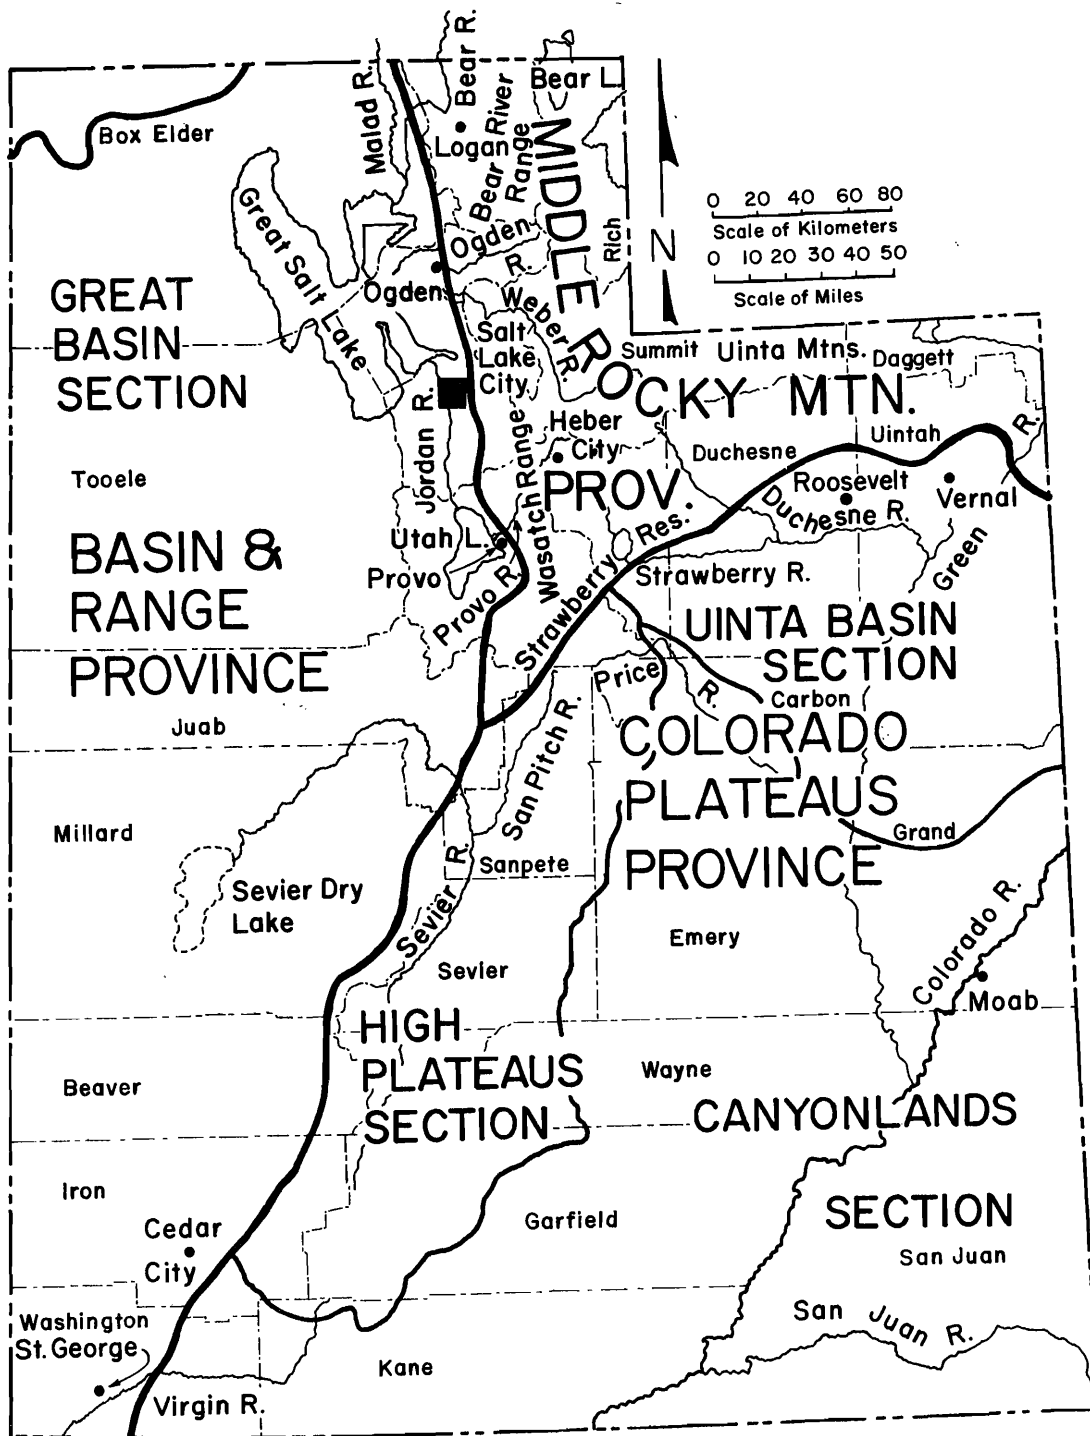 Malad R.
Bear R.
Bear L.
Box Elder
Logan
Bear River
Range
MIDDLE ROCKY MTN.
PROV.
Great Salt Lake
Ogden R.
Ogden
Rich
N
0 20 40 60 80
Scale of Kilometers
0 10 20 30 40 50
Scale of Miles
GREAT
BASIN
SECTION
Weber R.
Salt
Lake
City
Summit
Uinta Mtns.
Daggett
Jordan R.
Wasatch Range
Heber
City
Duchesne
Uintah
Tooele
Roosevelt
Vernal
Duchesne R.
Green R.
Utah L.
Provo
Provo R.
Strawberry Res.
Strawberry R.
BASIN &
RANGE
PROVINCE
UINTA BASIN
SECTION
Price R.
Carbon
Juab
San Pitch R.
COLORADO
PLATEAUS
PROVINCE
Millard
Grand
Sanpete
Sevier Dry
Lake
Sevier R.
Emery
Colorado R.
Sevier
Moab
HIGH
PLATEAUS
SECTION
Wayne
Beaver
CANYONLANDS
SECTION
Iron
Garfield
Cedar
City
San Juan
Washington
St. George
San Juan R.
Kane
Virgin R.